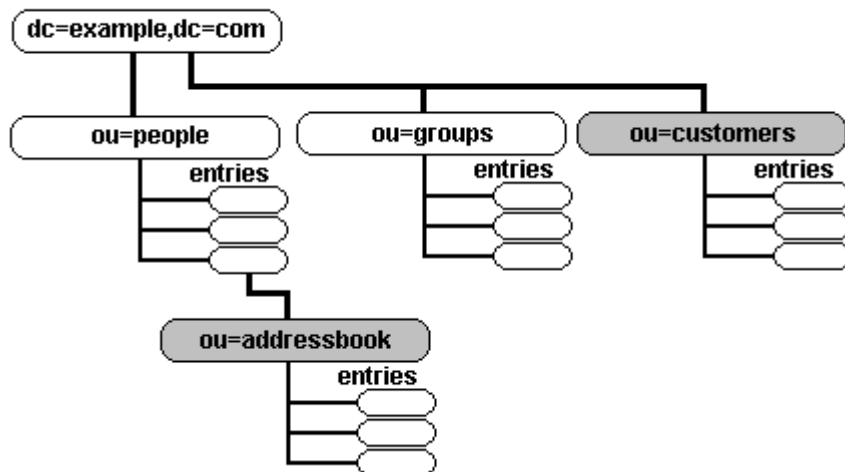 dc=example,dc=com
ou=people
ou=groups
ou=customers
entries
entries
entries
ou=addressbook
entries